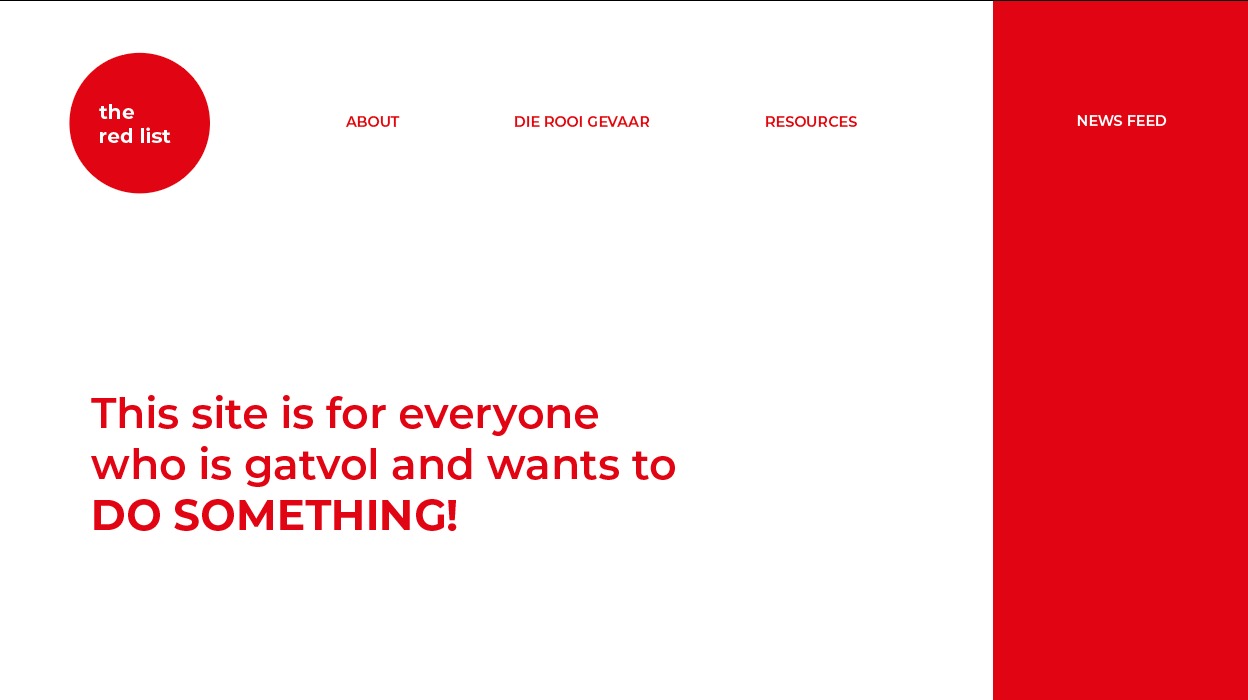 the
red list
ABOUT
DIE ROOI GEVAAR
RESOURCES
NEWS FEED
This site is for everyone
who is gatvol and wants to
DO SOMETHING!